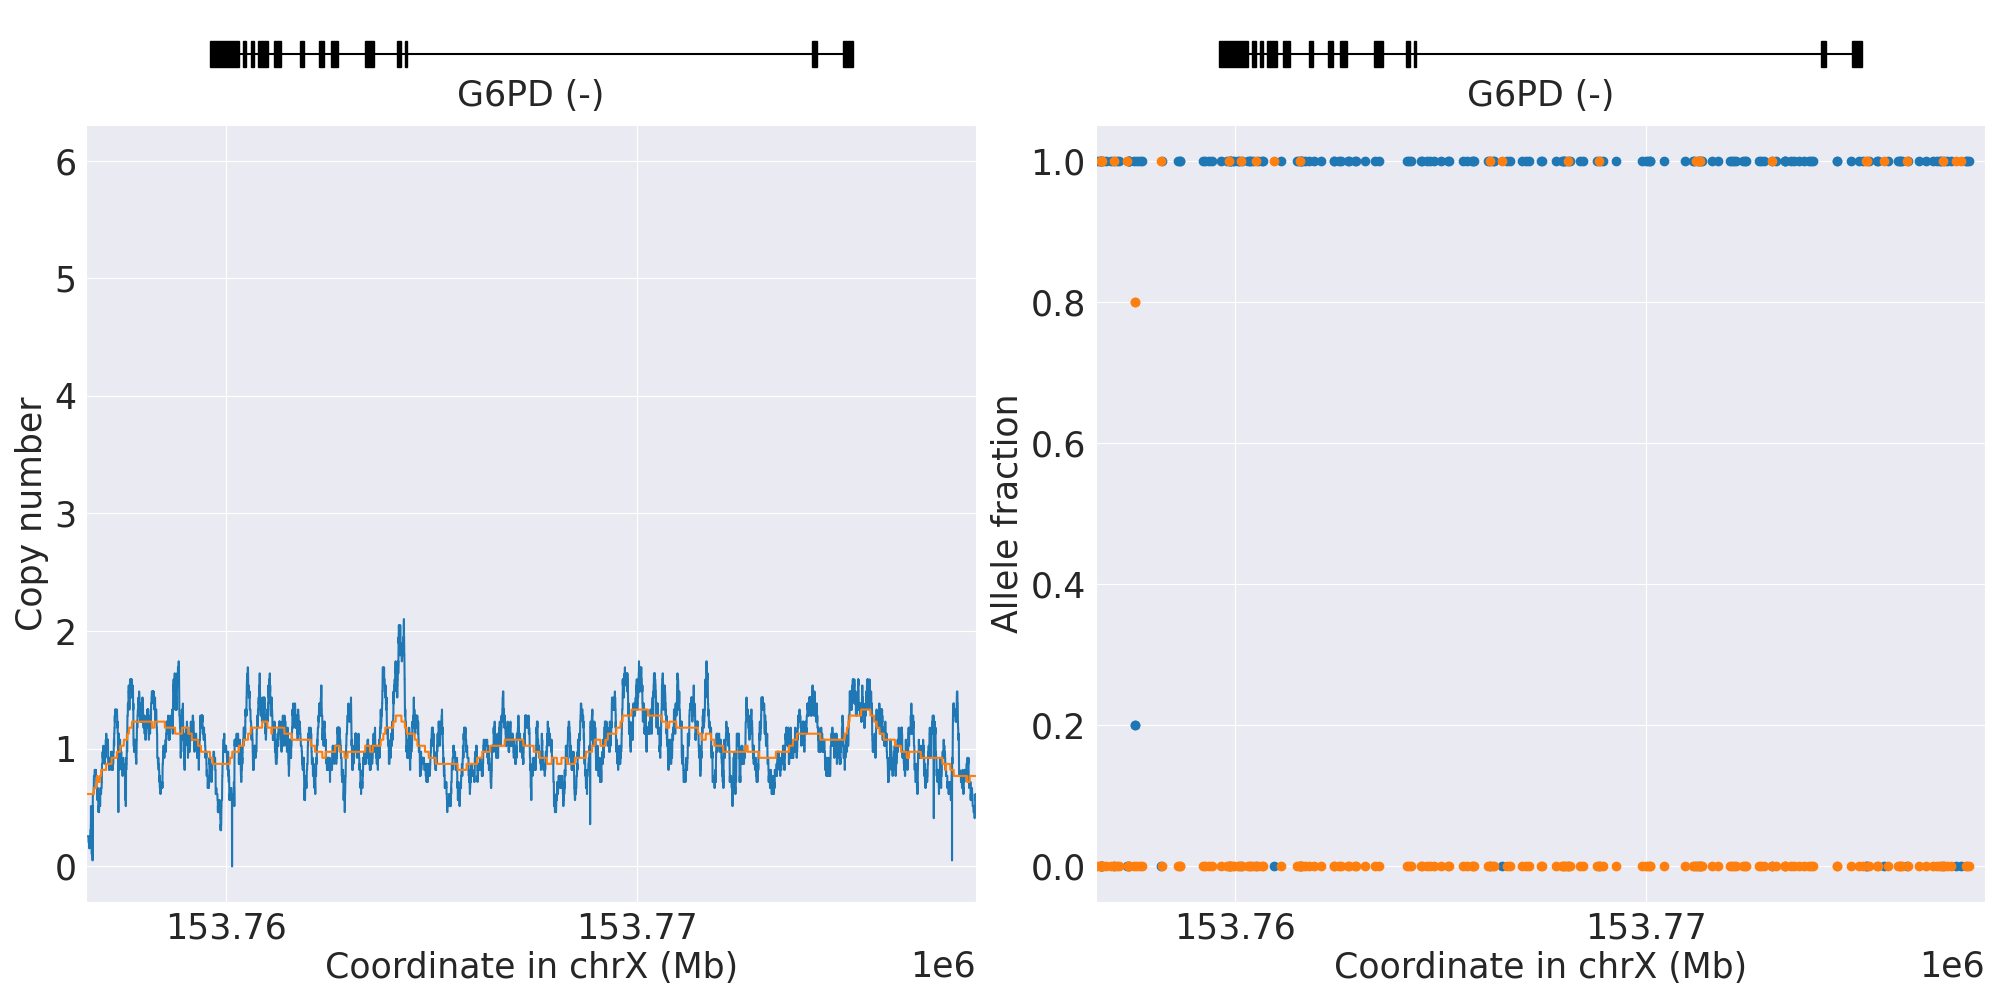 G6PD (-)
G6PD (-)
6
5
4
3
2
1
0
Copy number
153.76
153.77
Coordinate in chrX (Mb)
1e6
1.0
0.8
0.6
0.4
0.2
0.0
Allele fraction
153.76
153.77
Coordinate in chrX (Mb)
1e6